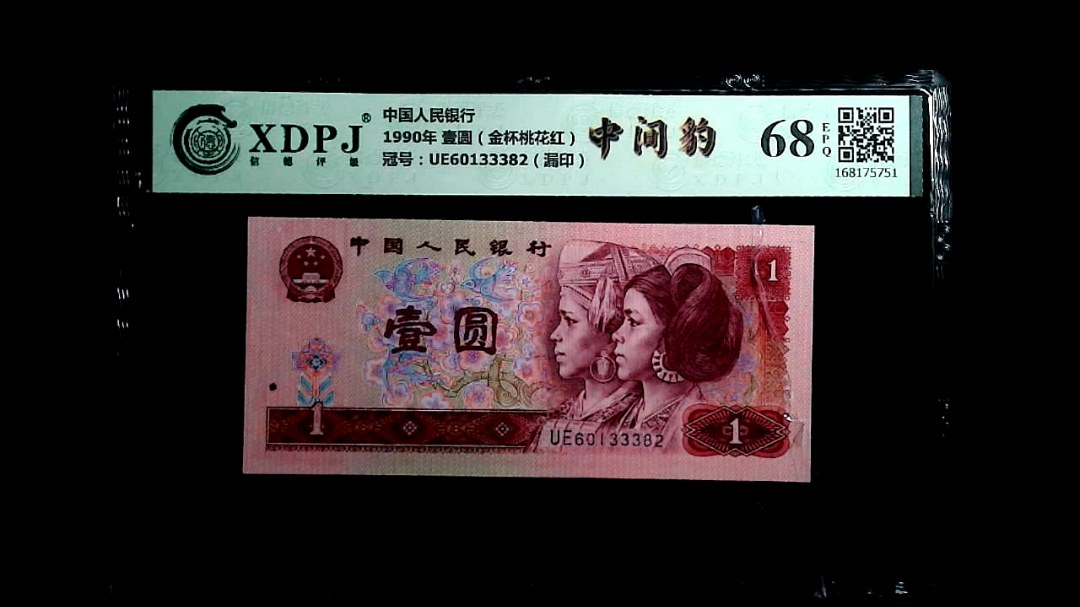 XDPJ®
信德评级
中国人民银行
1990年 壹圆（金杯桃花红）
冠号：UE60133382（漏印）
中间豹
68
EPQ
168175751
中国人民银行
壹圆
1
1
UE60133382
1